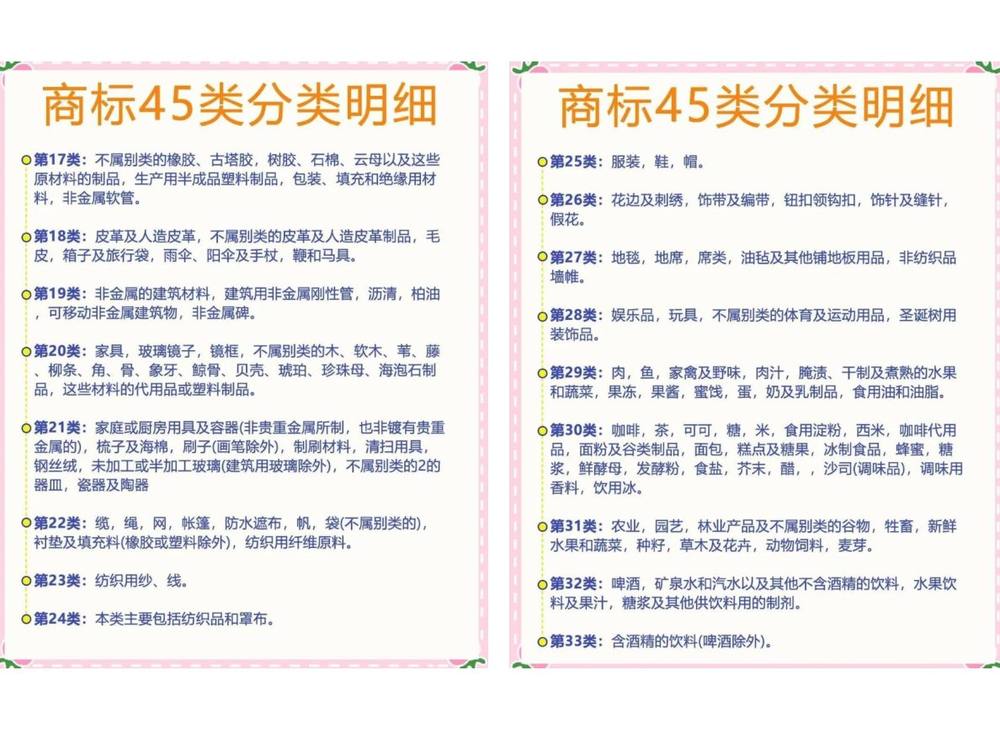 商标45类分类明细
第17类：不属别类的橡胶、古塔胶，树胶、石棉、云母以及这些
原材料的制品，生产用半成品塑料制品，包装、填充和绝缘用材
料，非金属软管。
第18类：皮革及人造皮革，不属别类的皮革及人造皮革制品，毛
皮，箱子及旅行袋，雨伞、阳伞及手杖，鞭和马具。
第19类：非金属的建筑材料，建筑用非金属刚性管，沥清，柏油
，可移动非金属建筑物，非金属碑。
第20类：家具，玻璃镜子，镜框，不属别类的木、软木、苇、藤
、柳条、角、骨、象牙、鲸骨、贝壳、琥珀、珍珠母、海泡石制
品，这些材料的代用品或塑料制品。
第21类：家庭或厨房用具及容器(非贵重金属所制，也非镀有贵重
金属的)，梳子及海棉，刷子(画笔除外)，制刷材料，清扫用具，
钢丝绒，未加工或半加工玻璃(建筑用玻璃除外)，不属别类的2的
器皿，瓷器及陶器
第22类：缆，绳，网，帐篷，防水遮布，帆，袋(不属别类的)，
衬垫及填充料(橡胶或塑料除外)，纺织用纤维原料。
第23类：纺织用纱、线。
第24类：本类主要包括纺织品和罩布。
商标45类分类明细
第25类：服装，鞋，帽。
第26类：花边及刺绣，饰带及编带，钮扣领钩扣，饰针及缝针，
假花。
第27类：地毯，地席，席类，油毡及其他铺地板用品，非纺织品
墙帷。
第28类：娱乐品，玩具，不属别类的体育及运动用品，圣诞树用
装饰品。
第29类：肉，鱼，家禽及野味，肉汁，腌渍、干制及煮熟的水果
和蔬菜，果冻，果酱，蜜饯，蛋，奶及乳制品，食用油和油脂。
第30类：咖啡，茶，可可，糖，米，食用淀粉，西米，咖啡代用
品，面粉及谷类制品，面包，糕点及糖果，冰制食品，蜂蜜，糖
浆，鲜酵母，发酵粉，食盐，芥末，醋，，沙司(调味品)，调味用
香料，饮用冰。
第31类：农业，园艺，林业产品及不属别类的谷物，牲畜，新鲜
水果和蔬菜，种籽，草木及花卉，动物饲料，麦芽。
第32类：啤酒，矿泉水和汽水以及其他不含酒精的饮料，水果饮
料及果汁，糖浆及其他供饮料用的制剂。
第33类：含酒精的饮料(啤酒除外)。